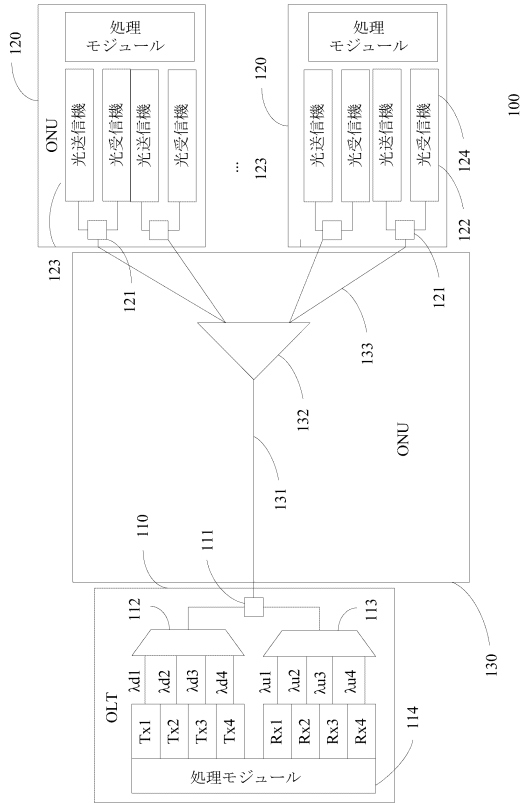 100
120
処理
モジュール
ONU
光送信機
光受信機
光送信機
光受信機
123
121
...
123
120
処理
モジュール
光送信機
光受信機
光送信機
光受信機
124
122
121
133
132
131
ONU
130
110
111
112
113
OLT
λd1
λd2
λd3
λd4
λu1
λu2
λu3
λu4
Tx1
Tx2
Tx3
Tx4
Rx1
Rx2
Rx3
Rx4
処理モジュール
114